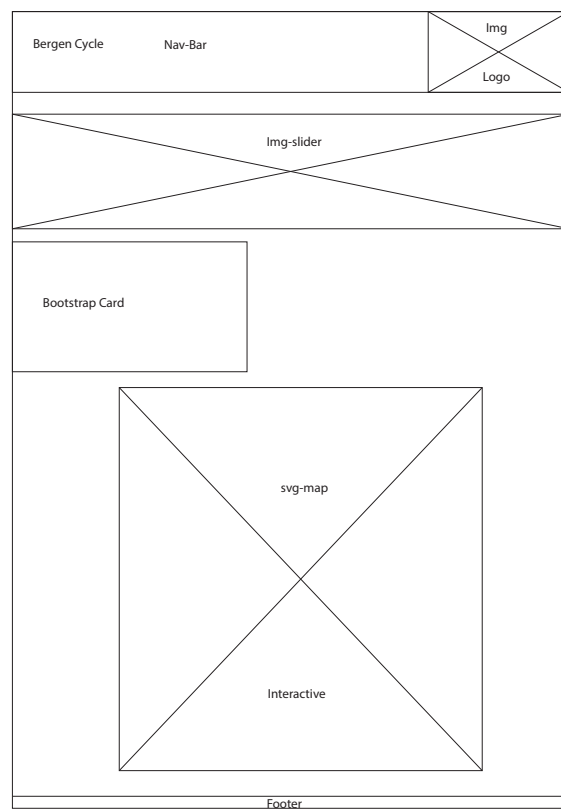 Bergen Cycle
Nav-Bar
Img
Logo
Img-slider
Bootstrap Card
svg-map
Interactive
Footer